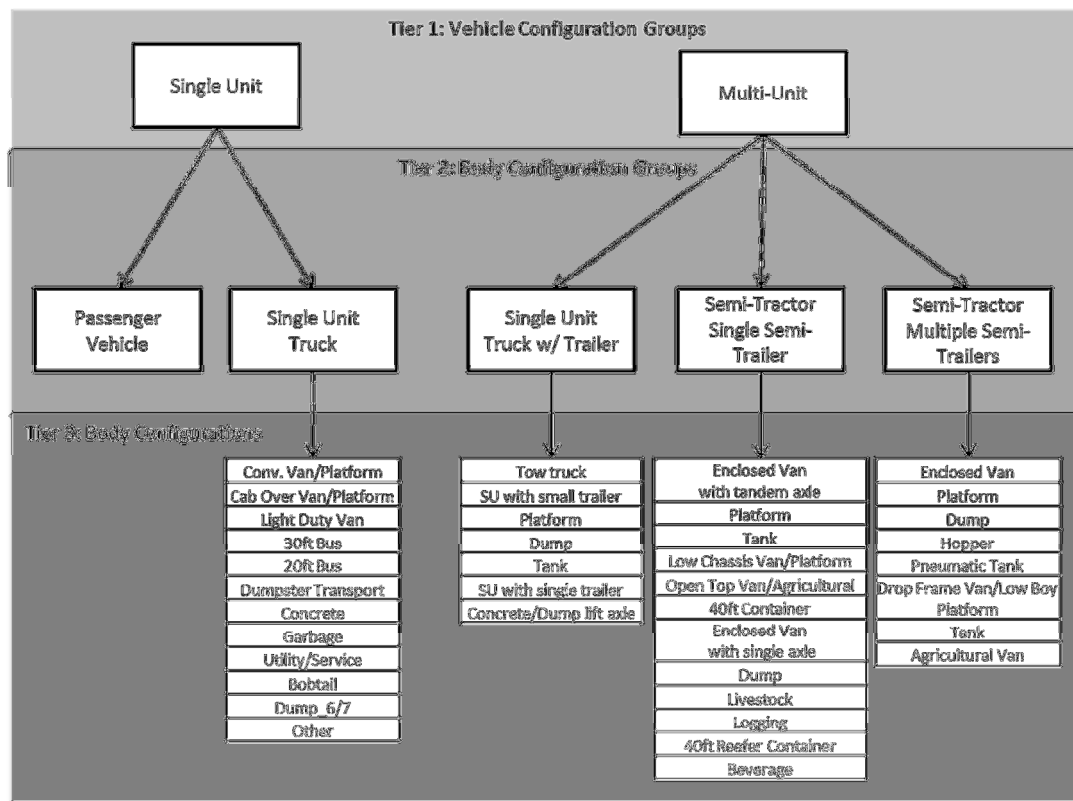 Tier 1: Vehicle Configuration Groups
Single Unit
Multi-Unit
Tier 2: Body Configuration Groups
Passenger
Vehicle
Single Unit
Truck
Single Unit
Truck w/ Trailer
Semi-Tractor
Single Semi-
Trailer
Semi-Tractor
Multiple Semi-
Trailers
Tier 3: Body Configurations
Conv. Van/Platform
Cab Over Van/Platform
Light Duty Van
30ft Bus
20ft Bus
Dumpster Transport
Concrete
Garbage
Utility/Service
Bobtail
Dump_6/7
Other
Tow truck
SU with small trailer
Platform
Dump
Tank
SU with single trailer
Concrete/Dump lift axle
Enclosed Van
with tandem axle
Platform
Tank
Low Chassis Van/Platform
Open Top Van/Agricultural
40ft Container
Enclosed Van
with single axle
Dump
Livestock
Logging
40ft Reefer Container
Beverage
Enclosed Van
Platform
Dump
Hopper
Pneumatic Tank
Drop Frame Van/Low Boy
Platform
Tank
Agricultural Van